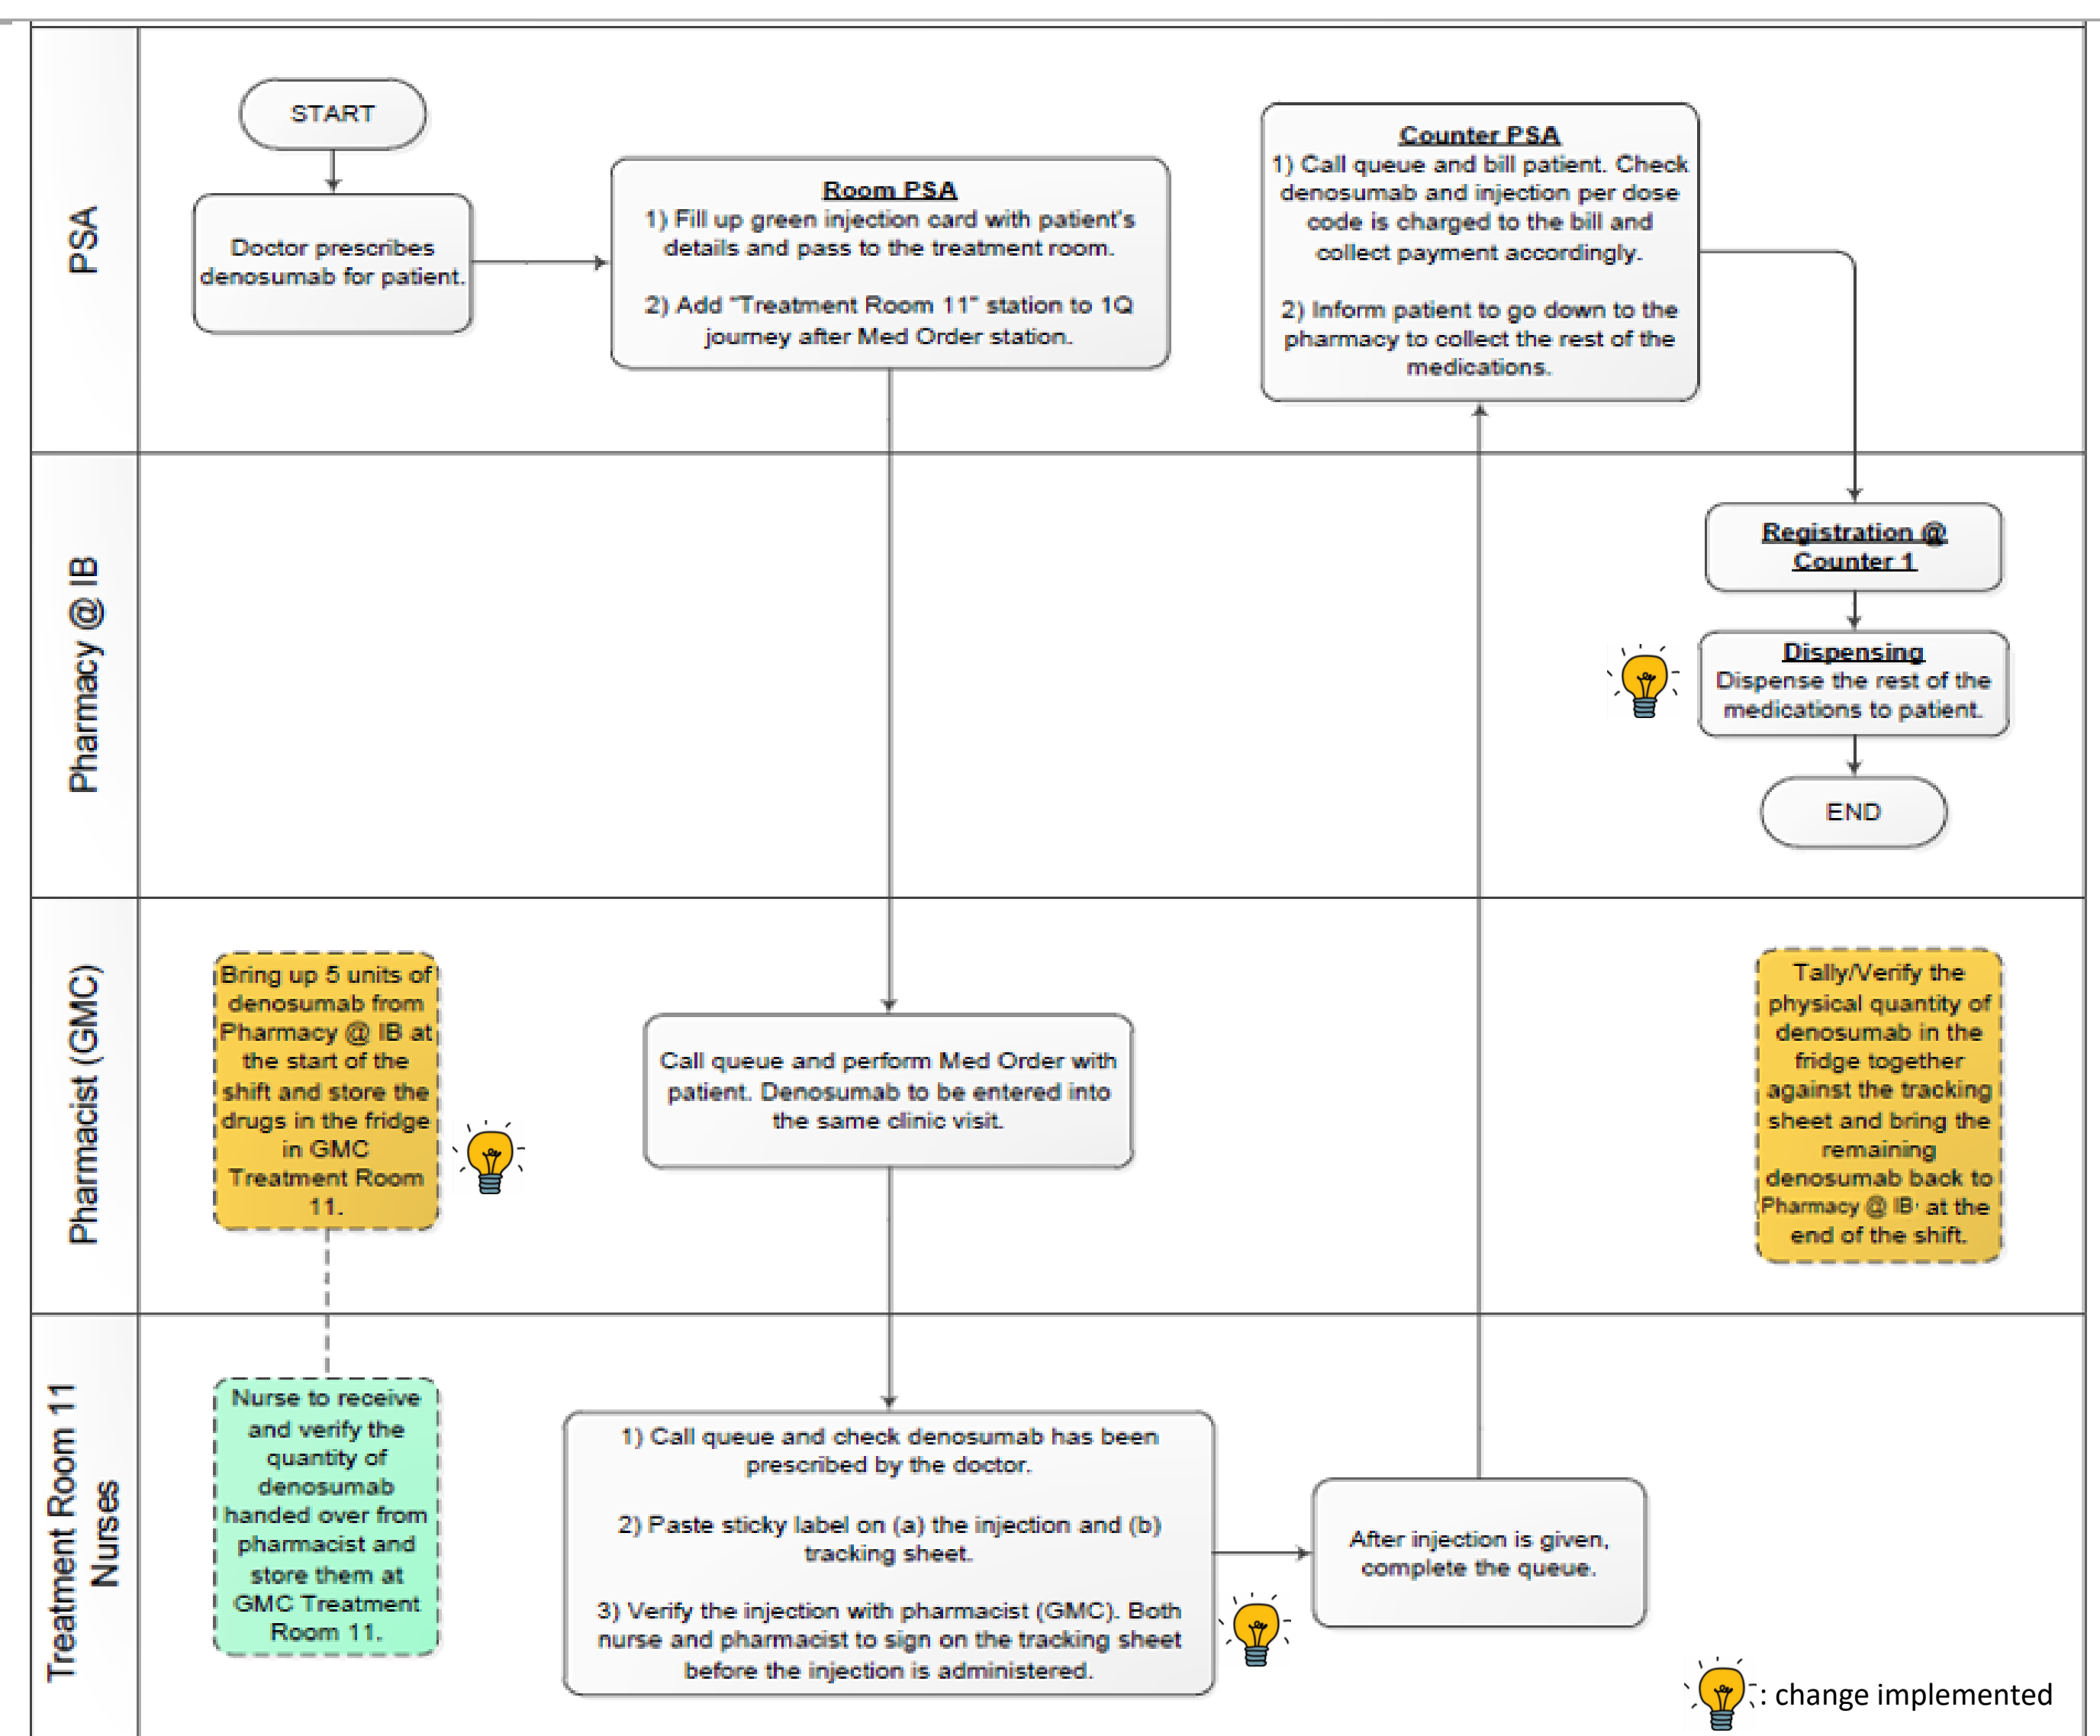 PSA
START
Doctor prescribes
denosumab for patient.
Room PSA
1) Fill up green injection card with patient's
details and pass to the treatment room.
2) Add "Treatment Room 11" station to 1Q
journey after Med Order station.
Counter PSA
1) Call queue and bill patient. Check
denosumab and injection per dose
code is charged to the bill and
collect payment accordingly.
2) Inform patient to go down to the
pharmacy to collect the rest of the
medications.
Pharmacy @ IB
Registration @
Counter 1
Dispensing
Dispense the rest of the
medications to patient.
END
Pharmacist (GMC)
Bring up 5 units of
denosumab from
Pharmacy @ IB at
the start of the
shift and store the
drugs in the fridge
in GMC
Treatment Room
11.
Call queue and perform Med Order with
patient. Denosumab to be entered into
the same clinic visit.
Tally/Verify the
physical quantity of
denosumab in the
fridge together
against the tracking
sheet and bring the
remaining
denosumab back to
Pharmacy @ IB at the
end of the shift.
Treatment Room 11
Nurses
Nurse to receive
and verify the
quantity of
denosumab
handed over from
pharmacist and
store them at
GMC Treatment
Room 11.
1) Call queue and check denosumab has been
prescribed by the doctor.
2) Paste sticky label on (a) the injection and (b)
tracking sheet.
3) Verify the injection with pharmacist (GMC). Both
nurse and pharmacist to sign on the tracking sheet
before the injection is administered.
After injection is given,
complete the queue.
: change implemented